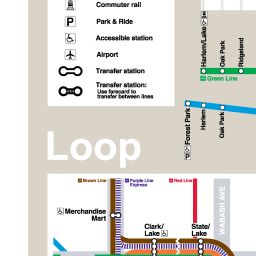 Commuter rail
P
Park & Ride
Accessible station
Airport
Transfer station
Transfer station:
Use farecard to
transfer between lines
Harlem/Lake
Oak Park
Ridgeland
Green Line
Forest Park
Harlem
Oak Park
Loop
Brown Line
Purple Line
Express
Red Line
Merchandise
Mart
WABASH AVE
Clark/
Lake
State/
Lake